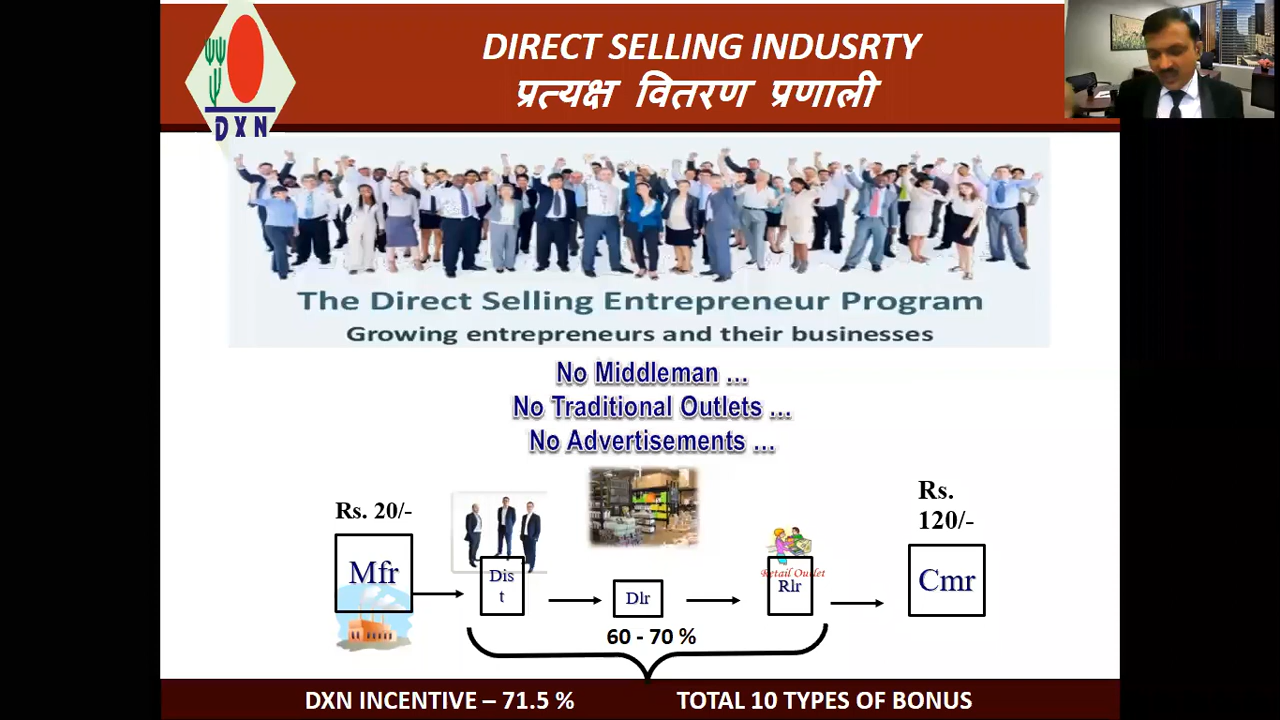 DIRECT SELLING INDUSRTY
प्रत्यक्ष वितरण प्रणाली
DXN
The Direct Selling Entrepreneur Program
Growing entrepreneurs and their businesses
No Middleman ...
No Traditional Outlets ...
No Advertisements ...
Rs. 20/-
Rs.
120/-
Mfr
Dis
t
Dlr
Retail Outlet
Rlr
Cmr
60 - 70 %
DXN INCENTIVE – 71.5 % TOTAL 10 TYPES OF BONUS